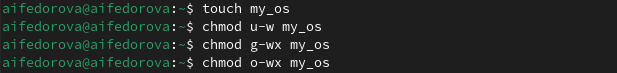 aifedorova@aifedorova:~$ touch my_os
aifedorova@aifedorova:~$ chmod u-w my_os
aifedorova@aifedorova:~$ chmod g-wx my_os
aifedorova@aifedorova:~$ chmod o-wx my_os